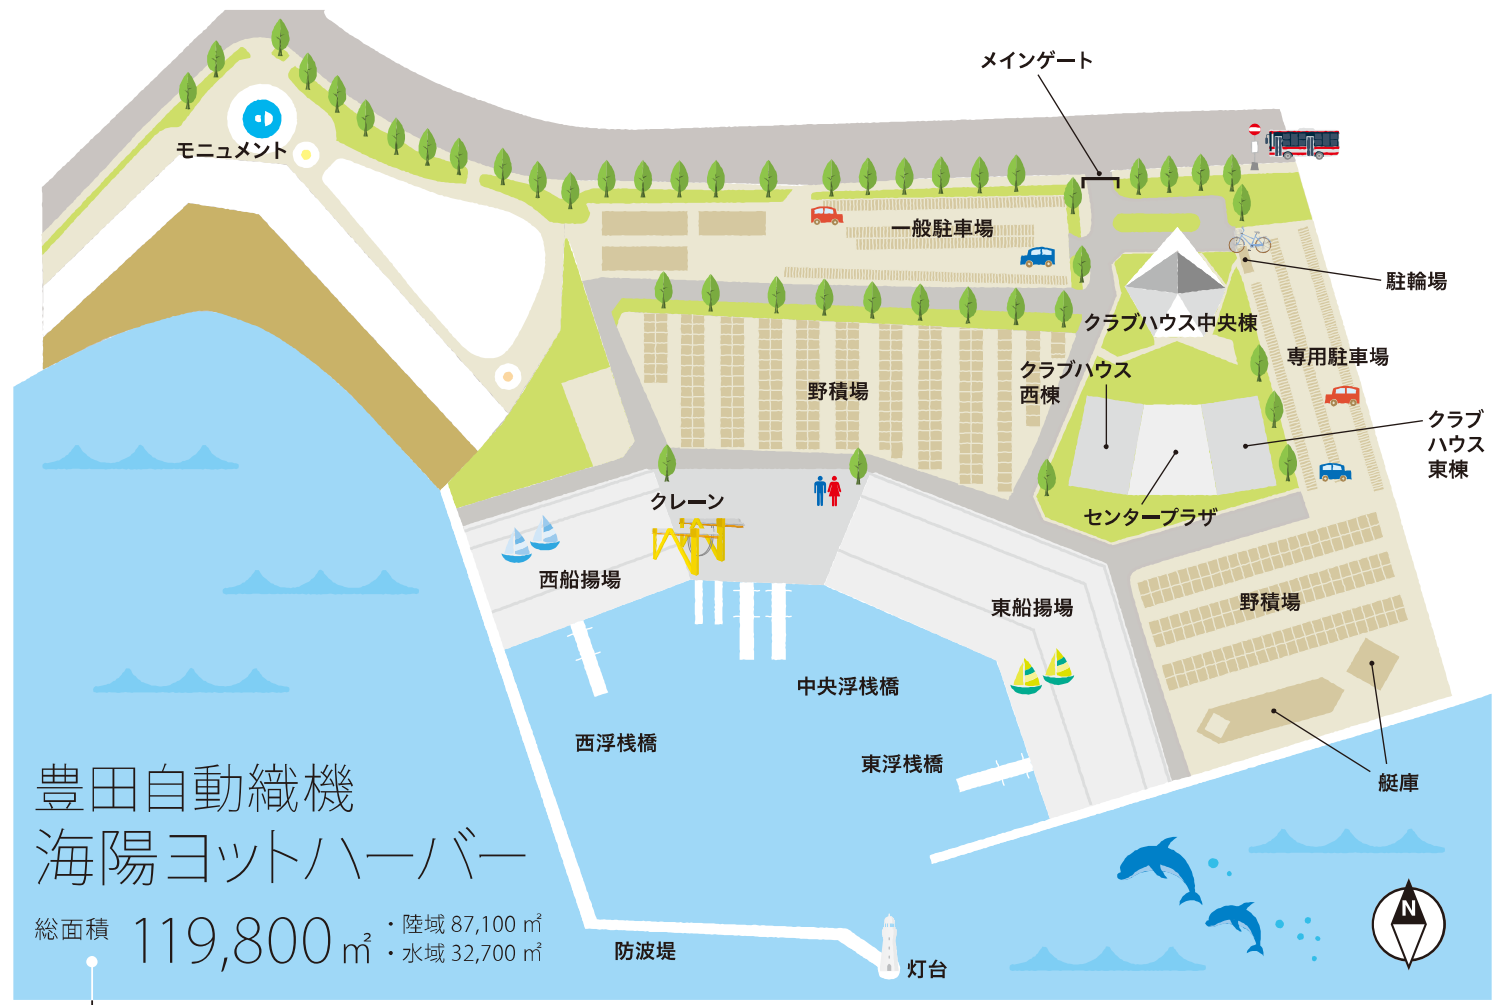 メインゲート
モニュメント
一般駐車場
駐輪場
クラブハウス中央棟
専用駐車場
クラブハウス
西棟
野積場
クラブ
ハウス
東棟
クレーン
センタープラザ
西船揚場
東船揚場
野積場
中央浮桟橋
西浮桟橋
東浮桟橋
艇庫
豊田自動織機
海陽ヨットハーバー
総面積 119,800㎡
・陸域 87,100㎡
・水域 32,700㎡
防波堤
灯台
N